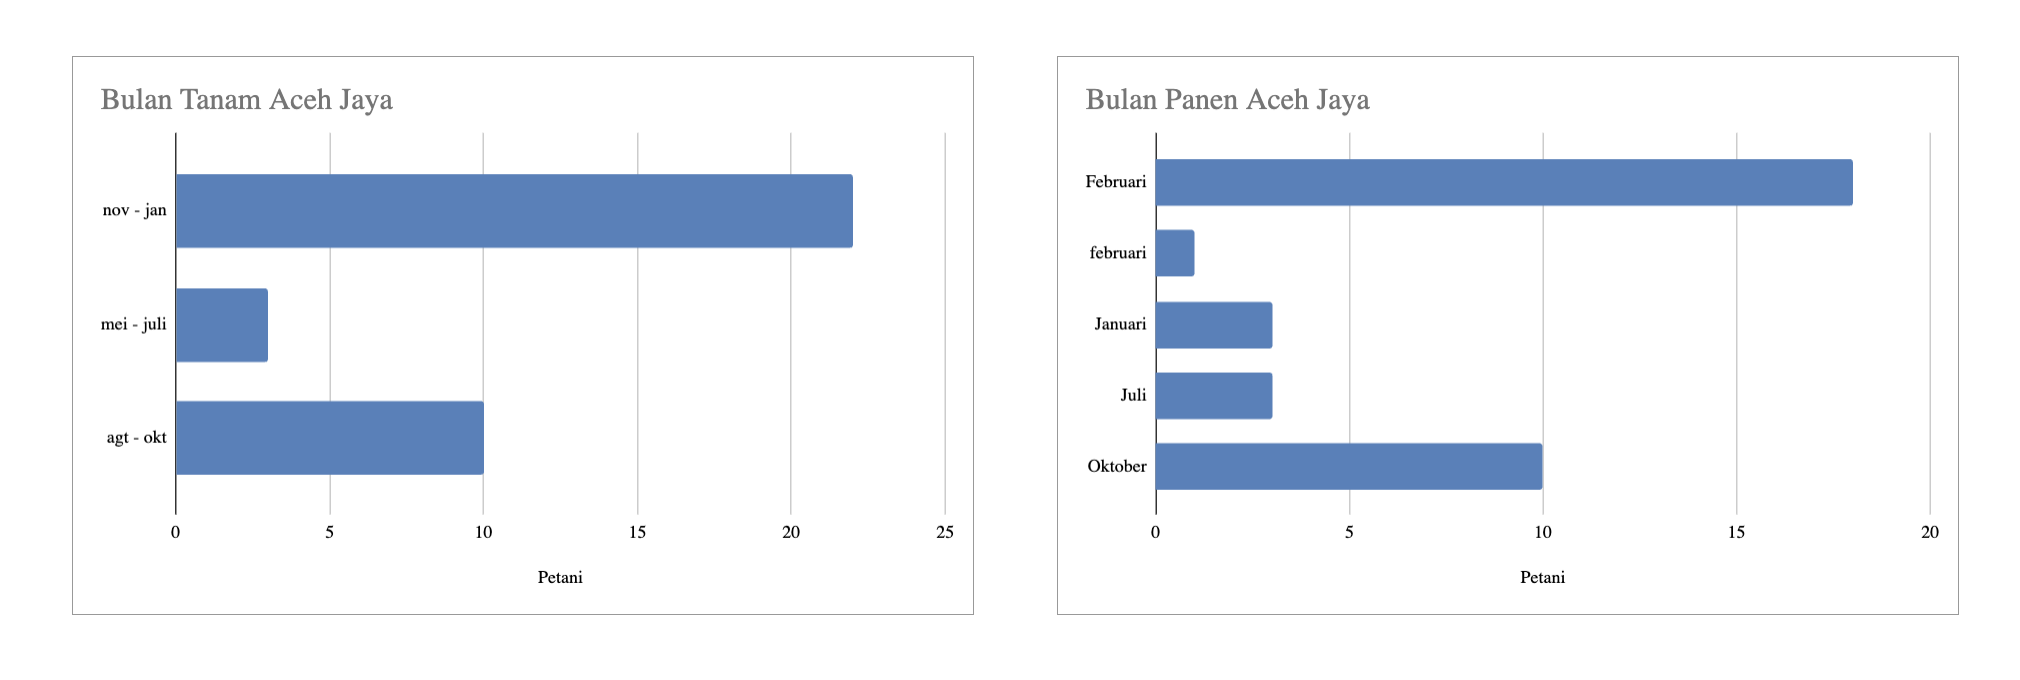 Bulan Tanam Aceh Jaya
nov - jan
mei - juli
agt - okt
0 5 10 15 20 25
Petani
Bulan Panen Aceh Jaya
Februari
februari
Januari
Juli
Oktober
0 5 10 15 20
Petani